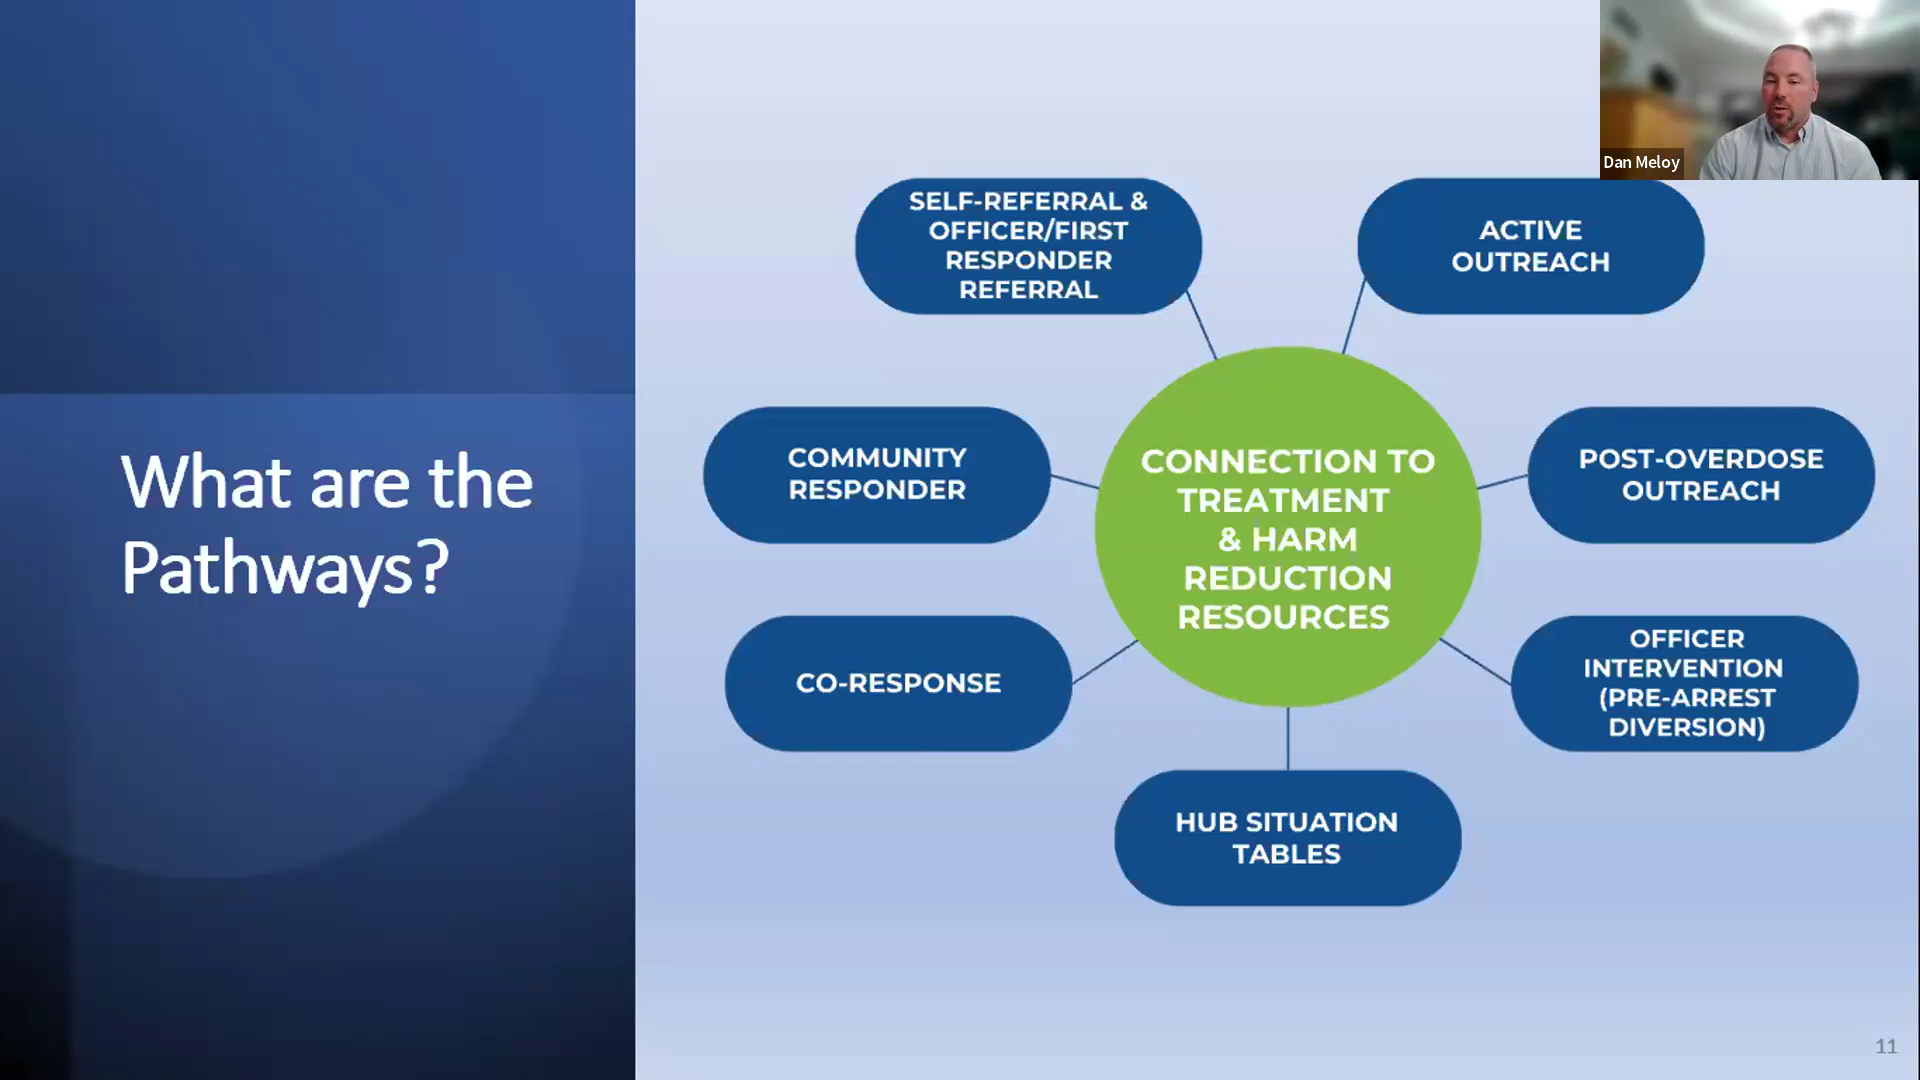 Dan Meloy
What are the
Pathways?
SELF-REFERRAL &
OFFICER/FIRST
RESPONDER
REFERRAL
ACTIVE
OUTREACH
COMMUNITY
RESPONDER
CONNECTION TO
TREATMENT
& HARM
REDUCTION
RESOURCES
POST-OVERDOSE
OUTREACH
CO-RESPONSE
OFFICER
INTERVENTION
(PRE-ARREST
DIVERSION)
HUB SITUATION
TABLES
11